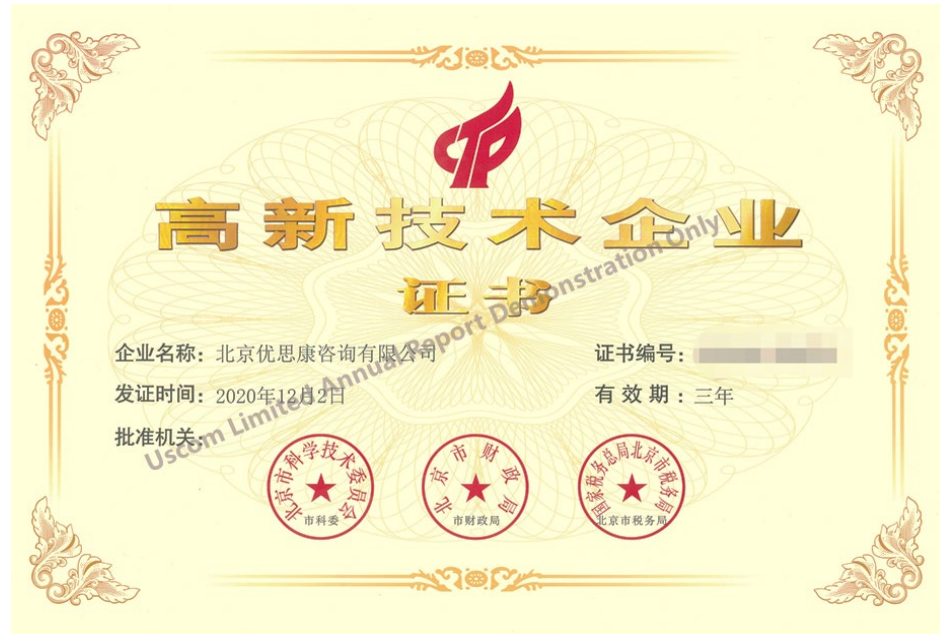 高新技术企业
证书
企业名称：北京优思康咨询有限公司
证书编号：
发证时间：2020年12月2日
有效期：三年
批准机关：
北京市科学技术委员会
市科委
北京市财政局
市财政局
国家税务总局北京市税务局
北京市税务局
Uscom Limited Annual Report Demonstration Only